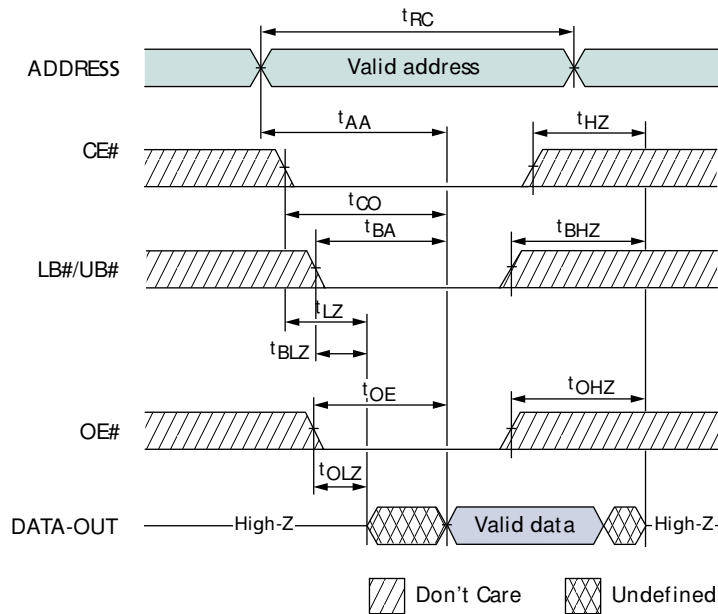 tRC
ADDRESS Valid address
tAA tHZ
CE#
tCO
tBA tBHZ
LB#/UB#
tLZ
tBLZ
tOE tOHZ
OE#
tOLZ
DATA-OUT High-Z Valid data High-Z
Don't Care Undefined